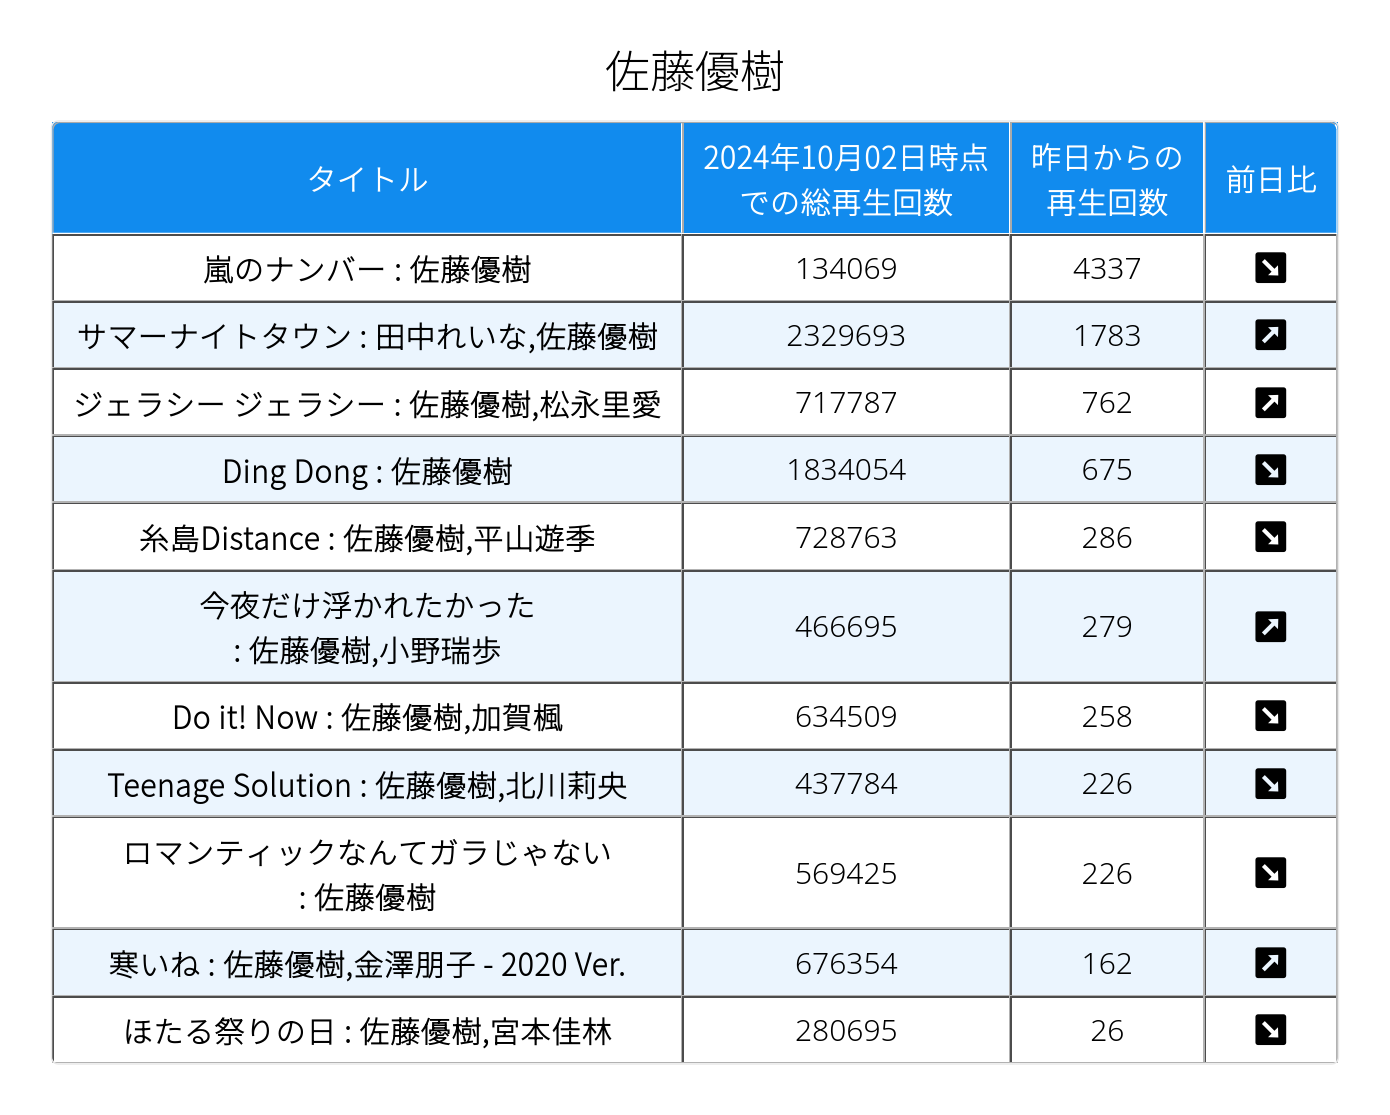 佐藤優樹
タイトル
2024年10月02日時点
での総再生回数
昨日からの
再生回数
前日比
嵐のナンバー : 佐藤優樹
134069
4337
サマーナイトタウン : 田中れいな,佐藤優樹
2329693
1783
ジェラシー ジェラシー : 佐藤優樹,松永里愛
717787
762
Ding Dong : 佐藤優樹
1834054
675
糸島Distance : 佐藤優樹,平山遊季
728763
286
今夜だけ浮かれたかった
: 佐藤優樹,小野瑞歩
466695
279
Do it! Now : 佐藤優樹,加賀楓
634509
258
Teenage Solution : 佐藤優樹,北川莉央
437784
226
ロマンティックなんてガラじゃない
: 佐藤優樹
569425
226
寒いね : 佐藤優樹,金澤朋子 - 2020 Ver.
676354
162
ほたる祭りの日 : 佐藤優樹,宮本佳林
280695
26